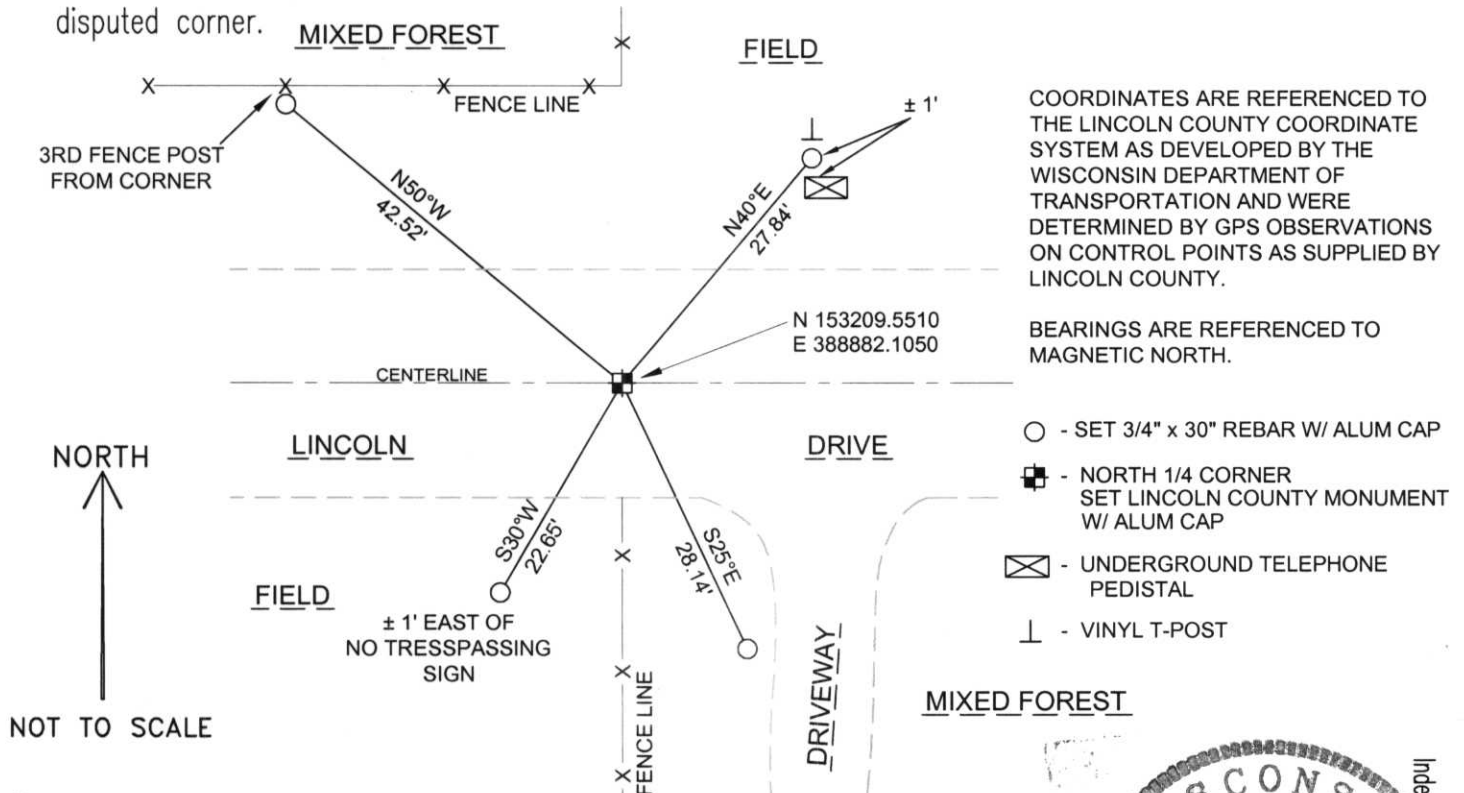 disputed corner.
MIXED FOREST
FIELD
X
X
X
X
X
FENCE LINE
± 1'
3RD FENCE POST
FROM CORNER
N50°W
42.52'
N40°E
27.84'
COORDINATES ARE REFERENCED TO
THE LINCOLN COUNTY COORDINATE
SYSTEM AS DEVELOPED BY THE
WISCONSIN DEPARTMENT OF
TRANSPORTATION AND WERE
DETERMINED BY GPS OBSERVATIONS
ON CONTROL POINTS AS SUPPLIED BY
LINCOLN COUNTY.
BEARINGS ARE REFERENCED TO
MAGNETIC NORTH.
N 153209.5510
E 388882.1050
CENTERLINE
LINCOLN
DRIVE
NORTH
NOT TO SCALE
- SET 3/4" x 30" REBAR W/ ALUM CAP
- NORTH 1/4 CORNER
SET LINCOLN COUNTY MONUMENT
W/ ALUM CAP
- UNDERGROUND TELEPHONE
PEDISTAL
- VINYL T-POST
S30°W
22.65'
S25°E
28.14'
FIELD
± 1' EAST OF
NO TRESSPASSING
SIGN
X
X
X
FENCE LINE
DRIVEWAY
MIXED FOREST
SCONS
Inde